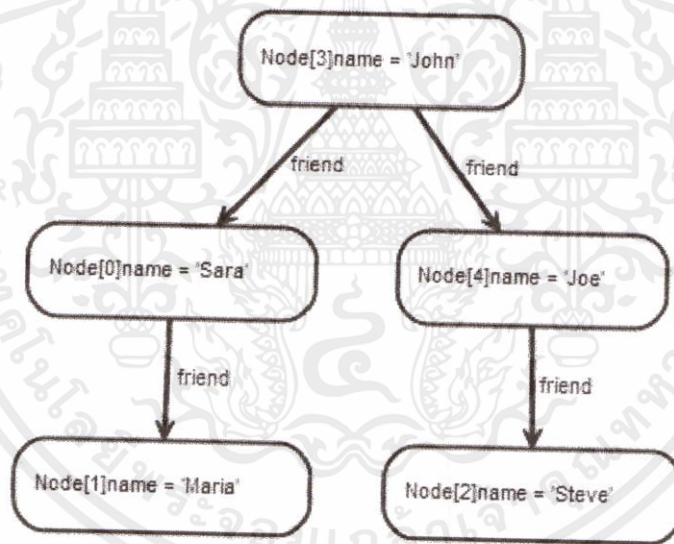 Node[3]name = 'John'
friend
friend
Node[0]name = 'Sara'
Node[4]name = 'Joe'
friend
friend
Node[1]name = 'Maria'
Node[2]name = 'Steve'